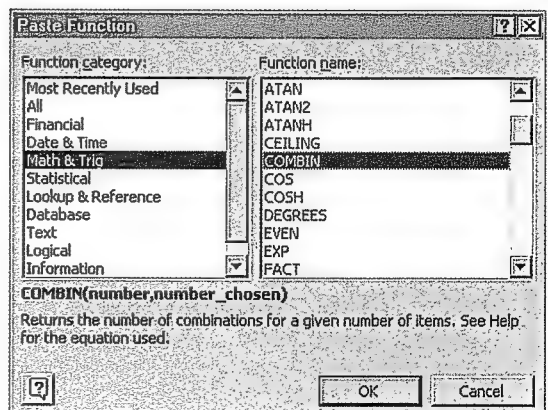 Paste Function
Function category:
Most Recently Used
All
Financial
Date & Time
Math & Trig
Statistical
Lookup & Reference
Database
Text
Logical
Information
Function name:
ATAN
ATAN2
ATANH
CEILING
COMBIN
COS
COSH
DEGREES
EVEN
EXP
FACT
COMBIN(number,number_chosen)
Returns the number of combinations for a given number of items. See Help
for the equation used.
OK
Cancel